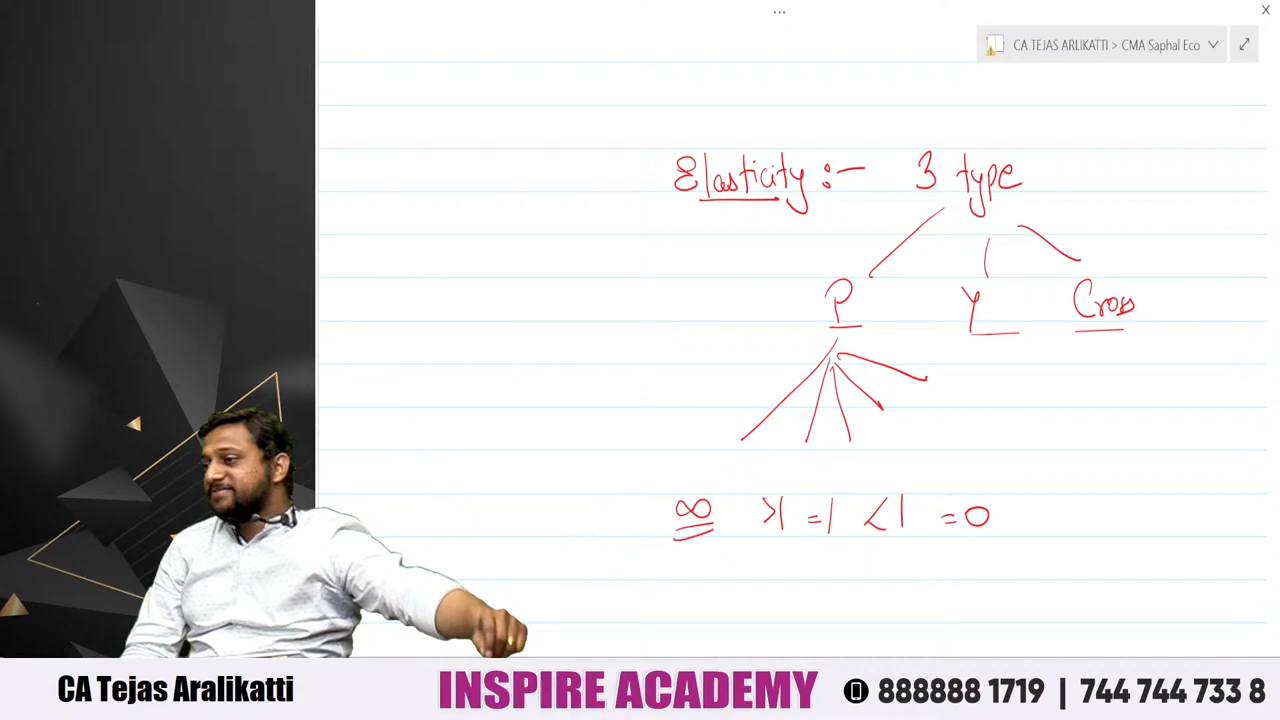 ...
X
CA TEJAS ARLIKATTI > CMA Saphal Eco
Elasticity :- 3 type
P Y Cross
∞ >1 =1 <1 =0
CA Tejas Aralikatti INSPIRE ACADEMY 888888 1719 | 744 744 733 8